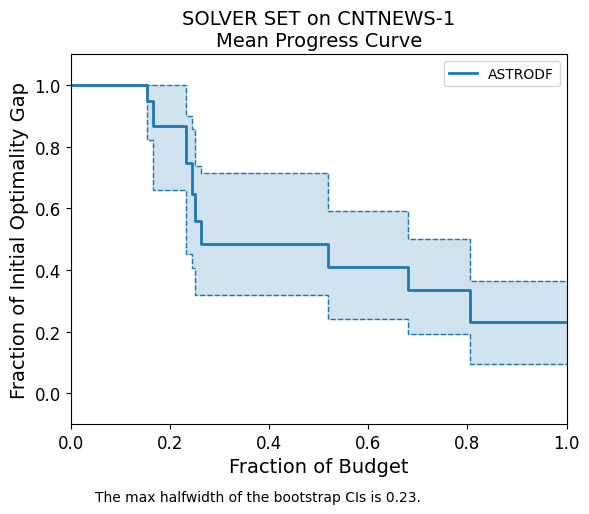 SOLVER SET on CNTNEWS-1
Mean Progress Curve
ASTRODF
Fraction of Initial Optimality Gap
1.0
0.8
0.6
0.4
0.2
0.0
0.0 0.2 0.4 0.6 0.8 1.0
Fraction of Budget
The max halfwidth of the bootstrap CIs is 0.23.